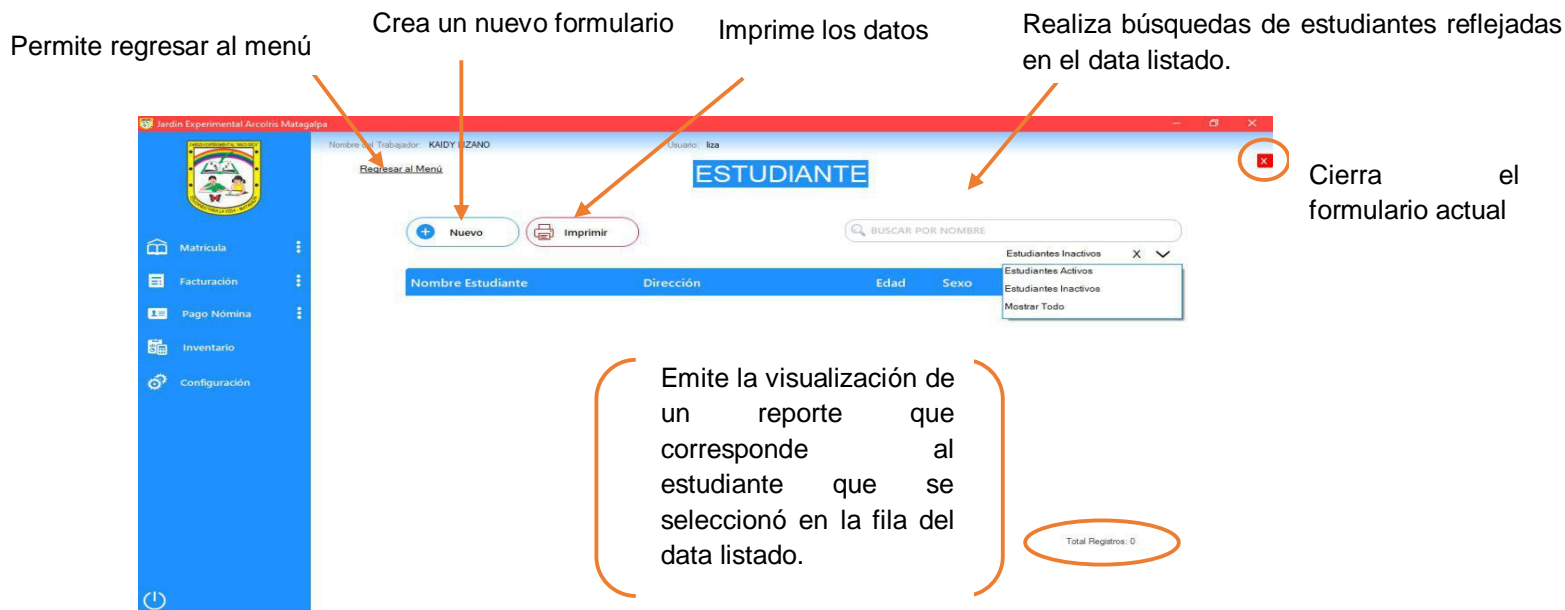 Permite regresar al menú
Crea un nuevo formulario
Imprime los datos
Realiza búsquedas de estudiantes reflejadas
en el data listado.
Jardin Experimental Arcoiris Matagalpa
Nombre del Trabajador: KAIDY LIZANO
Usuario: liza
Regresar al Menú
ESTUDIANTE
X
Cierra el
formulario actual
Nuevo
Imprimir
BUSCAR POR NOMBRE
Matrícula
Facturación
Pago Nómina
Inventario
Configuración
Estudiantes Inactivos X
Estudiantes Activos
Estudiantes Inactivos
Mostrar Todo
Nombre Estudiante Dirección Edad Sexo
Emite la visualización de
un reporte que
corresponde al
estudiante que se
seleccionó en la fila del
data listado.
Total Registros: 0